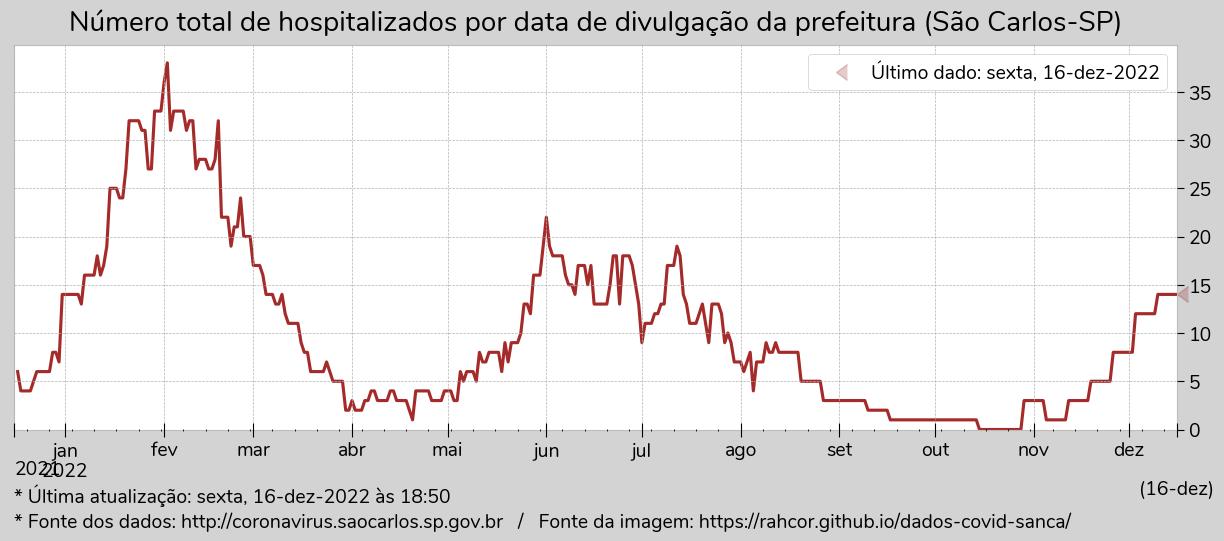 Número total de hospitalizados por data de divulgação da prefeitura (São Carlos-SP)
Último dado: sexta, 16-dez-2022
35
30
25
20
15
10
5
0
jan fev mar abr mai jun jul ago set out nov dez
2021 2022
(16-dez)
* Última atualização: sexta, 16-dez-2022 às 18:50
* Fonte dos dados: http://coronavirus.saocarlos.sp.gov.br / Fonte da imagem: https://rahcor.github.io/dados-covid-sanca/